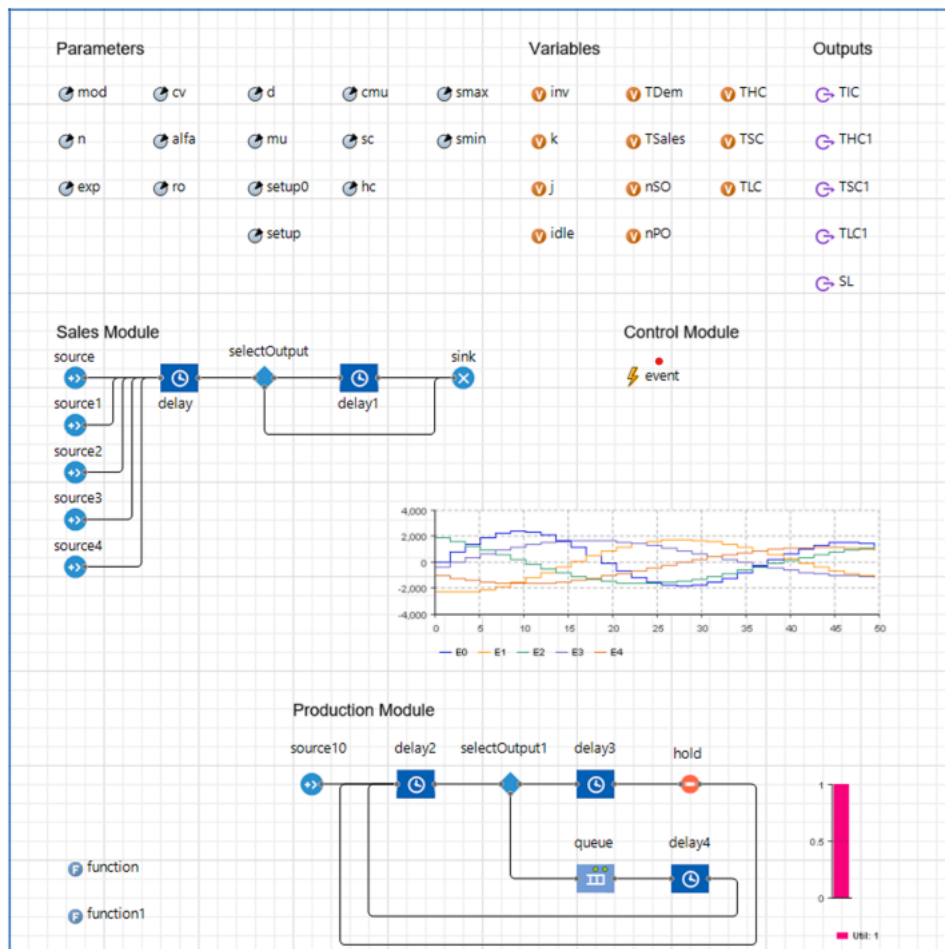 Parameters Variables Outputs
mod cv d cmu smax inv TDem THC TIC
n alfa mu sc smin k TSales TSC THC1
exp ro setup0 hc j nSO TLC TSC1
setup idle nPO TLC1
SL
Sales Module Control Module
source selectOutput sink
event
source1 delay delay1
source2
source3
source4
4,000
2,000
0
-2,000
-4,000
0 5 10 15 20 25 30 35 40 45 50
E0 E1 E2 E3 E4
Production Module
source10 delay2 selectOutput1 delay3 hold
1
queue delay4
0.5
function
0
function1
Util: 1